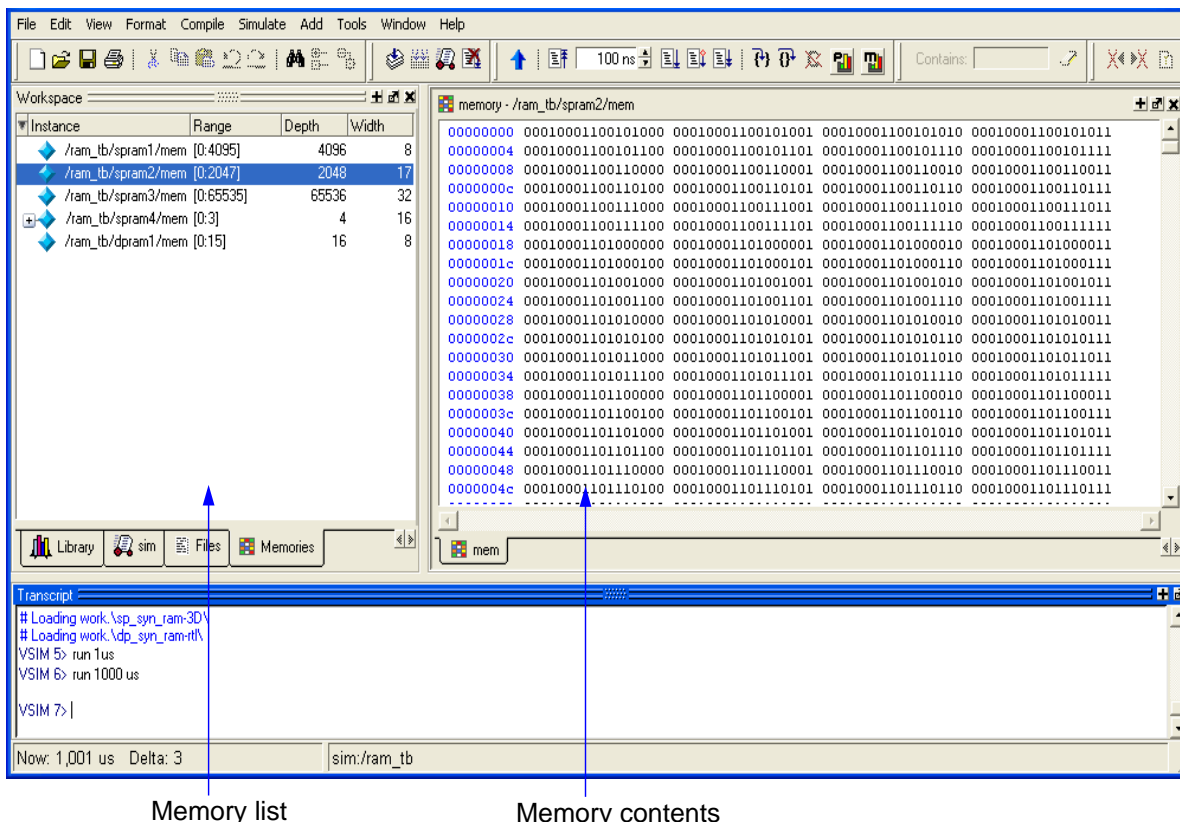 File Edit View Format Compile Simulate Add Tools Window Help
100 ns
Contains:
Workspace
Instance Range Depth Width
/ram_tb/spram1/mem [0:4095] 4096 8
/ram_tb/spram2/mem [0:2047] 2048 17
/ram_tb/spram3/mem [0:65535] 65536 32
/ram_tb/spram4/mem [0:3] 4 16
/ram_tb/dpram1/mem [0:15] 16 8
Library sim Files Memories
memory - /ram_tb/spram2/mem
00000000 00010001100101000 00010001100101001 00010001100101010 00010001100101011
00000004 00010001100101100 00010001100101101 00010001100101110 00010001100101111
00000008 00010001100110000 00010001100110001 00010001100110010 00010001100110011
0000000c 00010001100110100 00010001100110101 00010001100110110 00010001100110111
00000010 00010001100111000 00010001100111001 00010001100111010 00010001100111011
00000014 00010001100111100 00010001100111101 00010001100111110 00010001100111111
00000018 00010001101000000 00010001101000001 00010001101000010 00010001101000011
0000001c 00010001101000100 00010001101000101 00010001101000110 00010001101000111
00000020 00010001101001000 00010001101001001 00010001101001010 00010001101001011
00000024 00010001101001100 00010001101001101 00010001101001110 00010001101001111
00000028 00010001101010000 00010001101010001 00010001101010010 00010001101010011
0000002c 00010001101010100 00010001101010101 00010001101010110 00010001101010111
00000030 00010001101011000 00010001101011001 00010001101011010 00010001101011011
00000034 00010001101011100 00010001101011101 00010001101011110 00010001101011111
00000038 00010001101100000 00010001101100001 00010001101100010 00010001101100011
0000003c 00010001101100100 00010001101100101 00010001101100110 00010001101100111
00000040 00010001101101000 00010001101101001 00010001101101010 00010001101101011
00000044 00010001101101100 00010001101101101 00010001101101110 00010001101101111
00000048 00010001101110000 00010001101110001 00010001101110010 00010001101110011
0000004c 00010001101110100 00010001101110101 00010001101110110 00010001101110111
mem
Transcript
# Loading work.\sp_syn_ram-3D\
# Loading work.\dp_syn_ram-rtl\
VSIM 5> run 1us
VSIM 6> run 1000 us
VSIM 7>
Now: 1,001 us Delta: 3 sim:/ram_tb
Memory list Memory contents